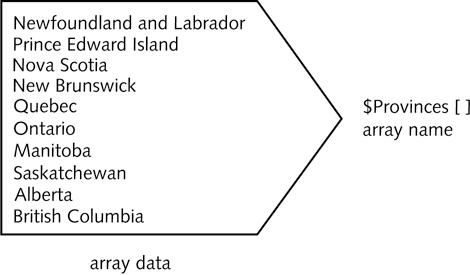 Newfoundland and Labrador
Prince Edward Island
Nova Scotia
New Brunswick
Quebec
Ontario
Manitoba
Saskatchewan
Alberta
British Columbia
$Provinces [ ]
array name
array data